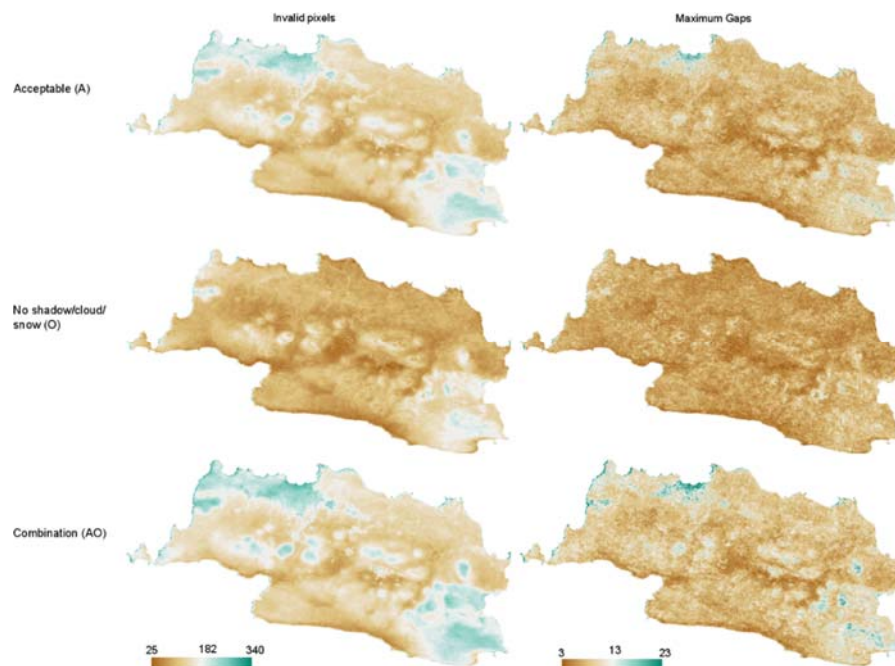 Invalid pixels
Maximum Gaps
Acceptable (A)
No shadow/cloud/
snow (O)
Combination (AO)
25 182 340
3 13 23